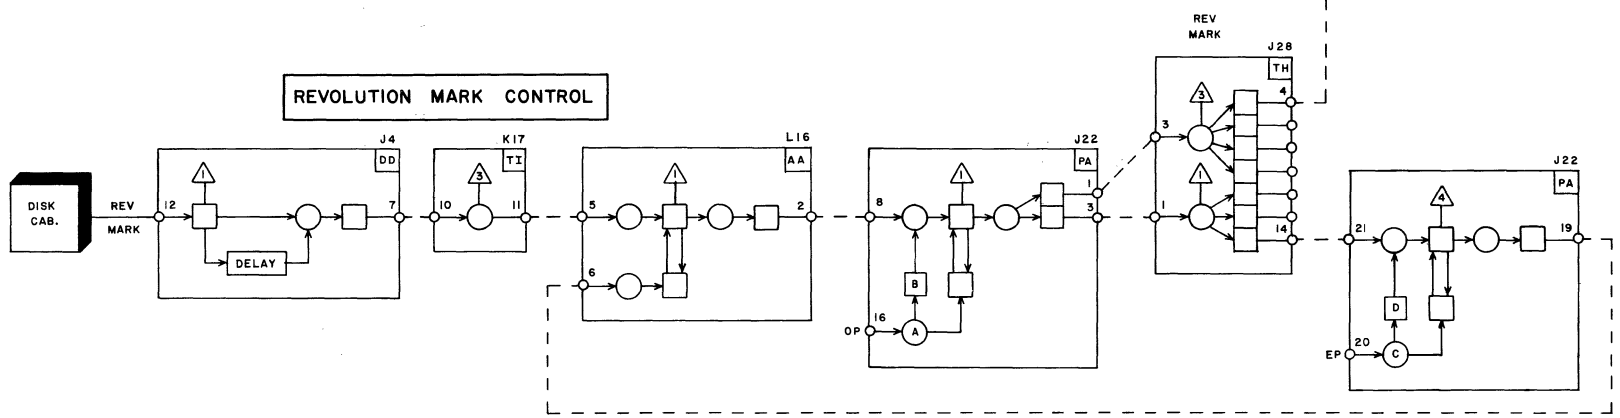 REVOLUTION MARK CONTROL
DISK
CAB.
REV
MARK
J4
DD
12
1
DELAY
7
K17
TI
10
3
11
L16
AA
5
1
2
6
J22
PA
8
1
B
OP
16
A
1
3
REV
MARK
J28
TH
3
3
4
1
1
14
J22
PA
21
4
19
D
EP
20
C